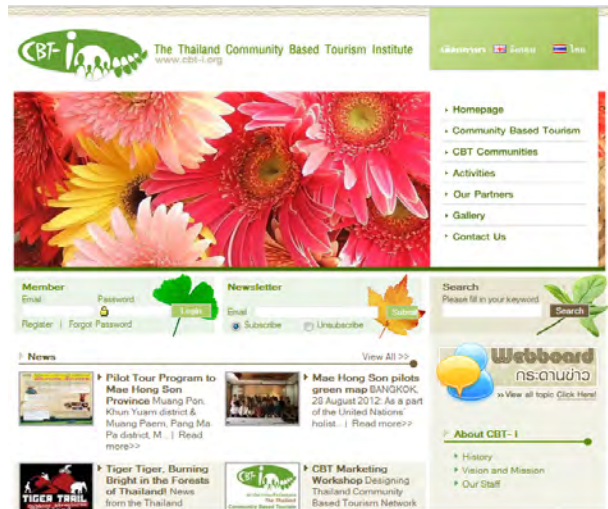 CBT-i
The Thailand Community Based Tourism Institute
www.cbt-i.org
อังกฤษ
ไทย
Homepage
Community Based Tourism
CBT Communities
Activities
Our Partners
Gallery
Contact Us
Member
Email Password
Login
Register | Forgot Password
Newsletter
Email
Submit
Subscribe Unsubscribe
Search
Please fill in your keyword
Search
News View All >>
Pilot Tour Program to
Mae Hong Son
Province Muang Pon,
Khun Yuam district &
Muang Paem, Pang Ma
Pa district, M... | Read
more>>
Mae Hong Son pilots
green map BANGKOK,
28 August 2012: As a part
of the United Nations'
holist... | Read more>>
Tiger Tiger, Burning
Bright in the Forests
of Thailand! News
from the Thailand
TIGER TRAIL
CBT Marketing
Workshop Designing
Thailand Community
Based Tourism Network
CBT-i
The Thailand
Community Based Tourism
Webboard
กระดานข่าว
>> View all topic Click Here!
About CBT- I
History
Vision and Mission
Our Staff